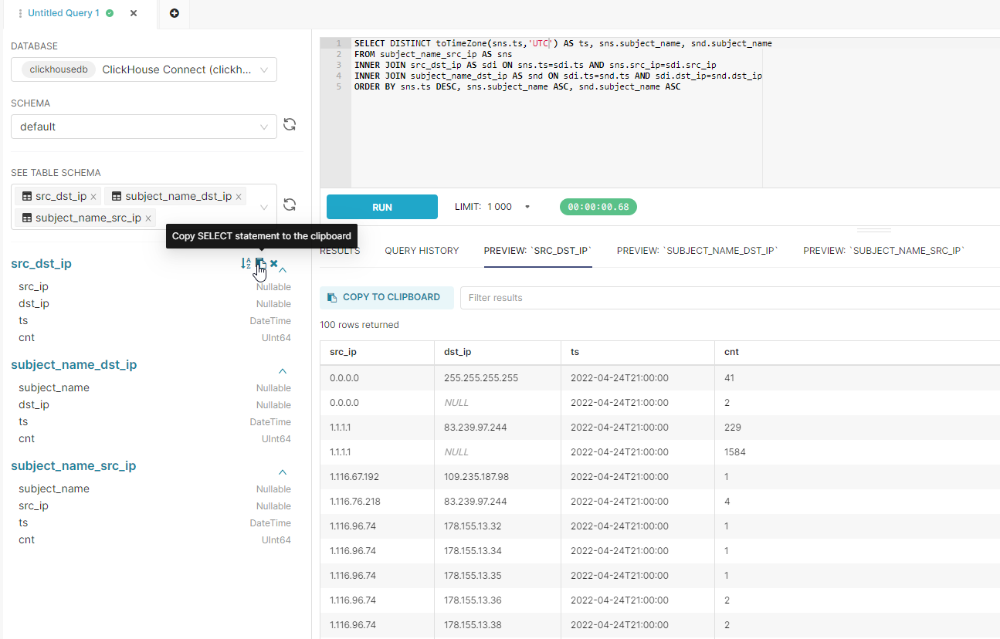 Untitled Query 1
DATABASE
clickhousedb ClickHouse Connect (clickh...
SCHEMA
default
SEE TABLE SCHEMA
src_dst_ip × subject_name_dst_ip ×
subject_name_src_ip ×
Copy SELECT statement to the clipboard
src_dst_ip
src_ip Nullable
dst_ip Nullable
ts DateTime
cnt UInt64
subject_name_dst_ip
subject_name Nullable
dst_ip Nullable
ts DateTime
cnt UInt64
subject_name_src_ip
subject_name Nullable
src_ip Nullable
ts DateTime
cnt UInt64
1 SELECT DISTINCT toTimeZone(sns.ts,'UTC') AS ts, sns.subject_name, snd.subject_name
2 FROM subject_name_src_ip AS sns
3 INNER JOIN src_dst_ip AS sdi ON sns.ts=sdi.ts AND sns.src_ip=sdi.src_ip
4 INNER JOIN subject_name_dst_ip AS snd ON sdi.ts=snd.ts AND sdi.dst_ip=snd.dst_ip
5 ORDER BY sns.ts DESC, sns.subject_name ASC, snd.subject_name ASC
RUN LIMIT: 1 000 00:00:00.68
RESULTS QUERY HISTORY PREVIEW: `SRC_DST_IP` PREVIEW: `SUBJECT_NAME_DST_IP` PREVIEW: `SUBJECT_NAME_SRC_IP`
COPY TO CLIPBOARD Filter results
100 rows returned
src_ip dst_ip ts cnt
0.0.0.0 255.255.255.255 2022-04-24T21:00:00 41
0.0.0.0 NULL 2022-04-24T21:00:00 2
1.1.1.1 83.239.97.244 2022-04-24T21:00:00 229
1.1.1.1 NULL 2022-04-24T21:00:00 1584
1.116.67.192 109.235.187.98 2022-04-24T21:00:00 1
1.116.76.218 83.239.97.244 2022-04-24T21:00:00 4
1.116.96.74 178.155.13.32 2022-04-24T21:00:00 1
1.116.96.74 178.155.13.34 2022-04-24T21:00:00 1
1.116.96.74 178.155.13.35 2022-04-24T21:00:00 1
1.116.96.74 178.155.13.36 2022-04-24T21:00:00 2
1.116.96.74 178.155.13.38 2022-04-24T21:00:00 2